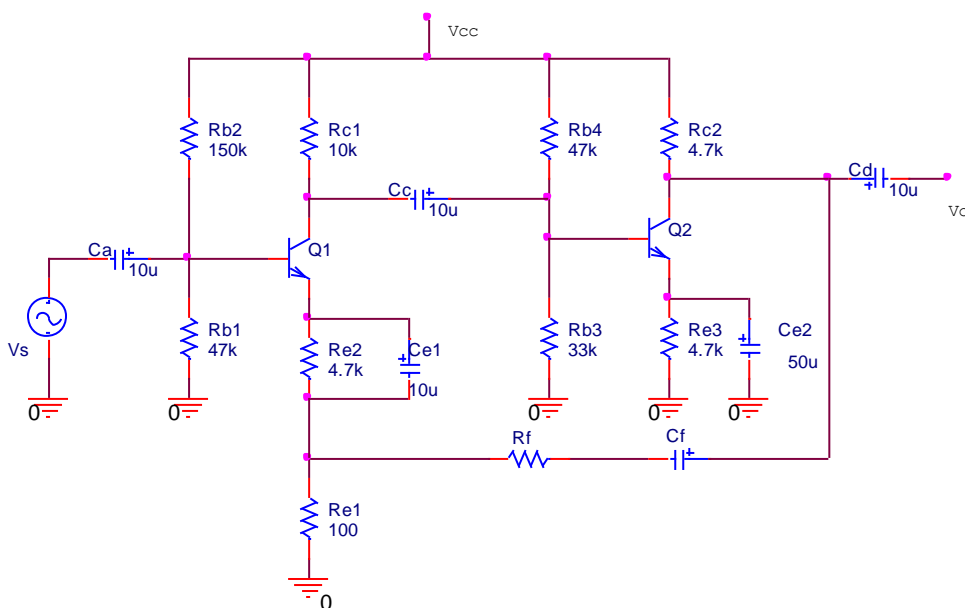 Vcc
Rb2
150k
Rc1
10k
Rb4
47k
Rc2
4.7k
Cc
10u
Cd
10u
Ca
10u
Q1
Q2
Vs
Rb1
47k
Re2
4.7k
Ce1
10u
Rb3
33k
Re3
4.7k
Ce2
50u
0
0
0
0
0
Rf
Cf
Re1
100
0